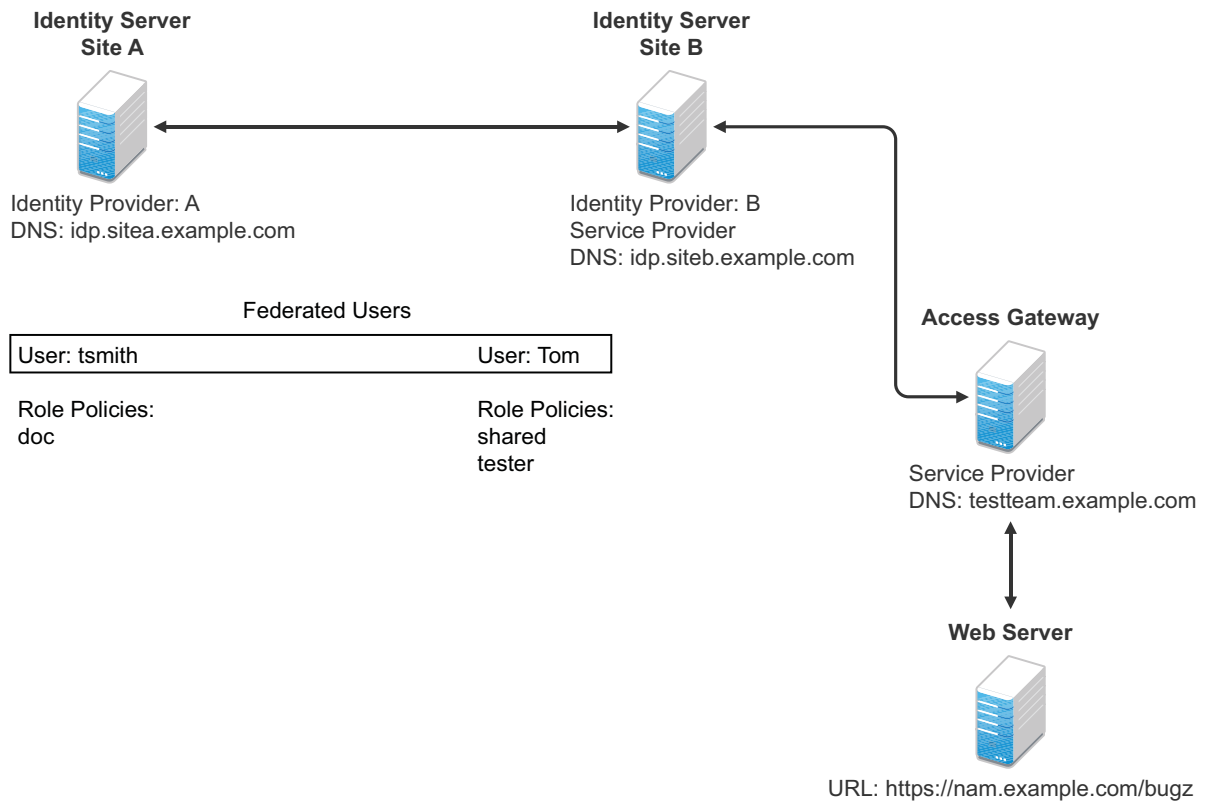 Identity Server
Site A
Identity Server
Site B
Identity Provider: A
DNS: idp.sitea.example.com
Identity Provider: B
Service Provider
DNS: idp.siteb.example.com
Federated Users
User: tsmith
User: Tom
Role Policies:
doc
Role Policies:
shared
tester
Access Gateway
Service Provider
DNS: testteam.example.com
Web Server
URL: https://nam.example.com/bugz